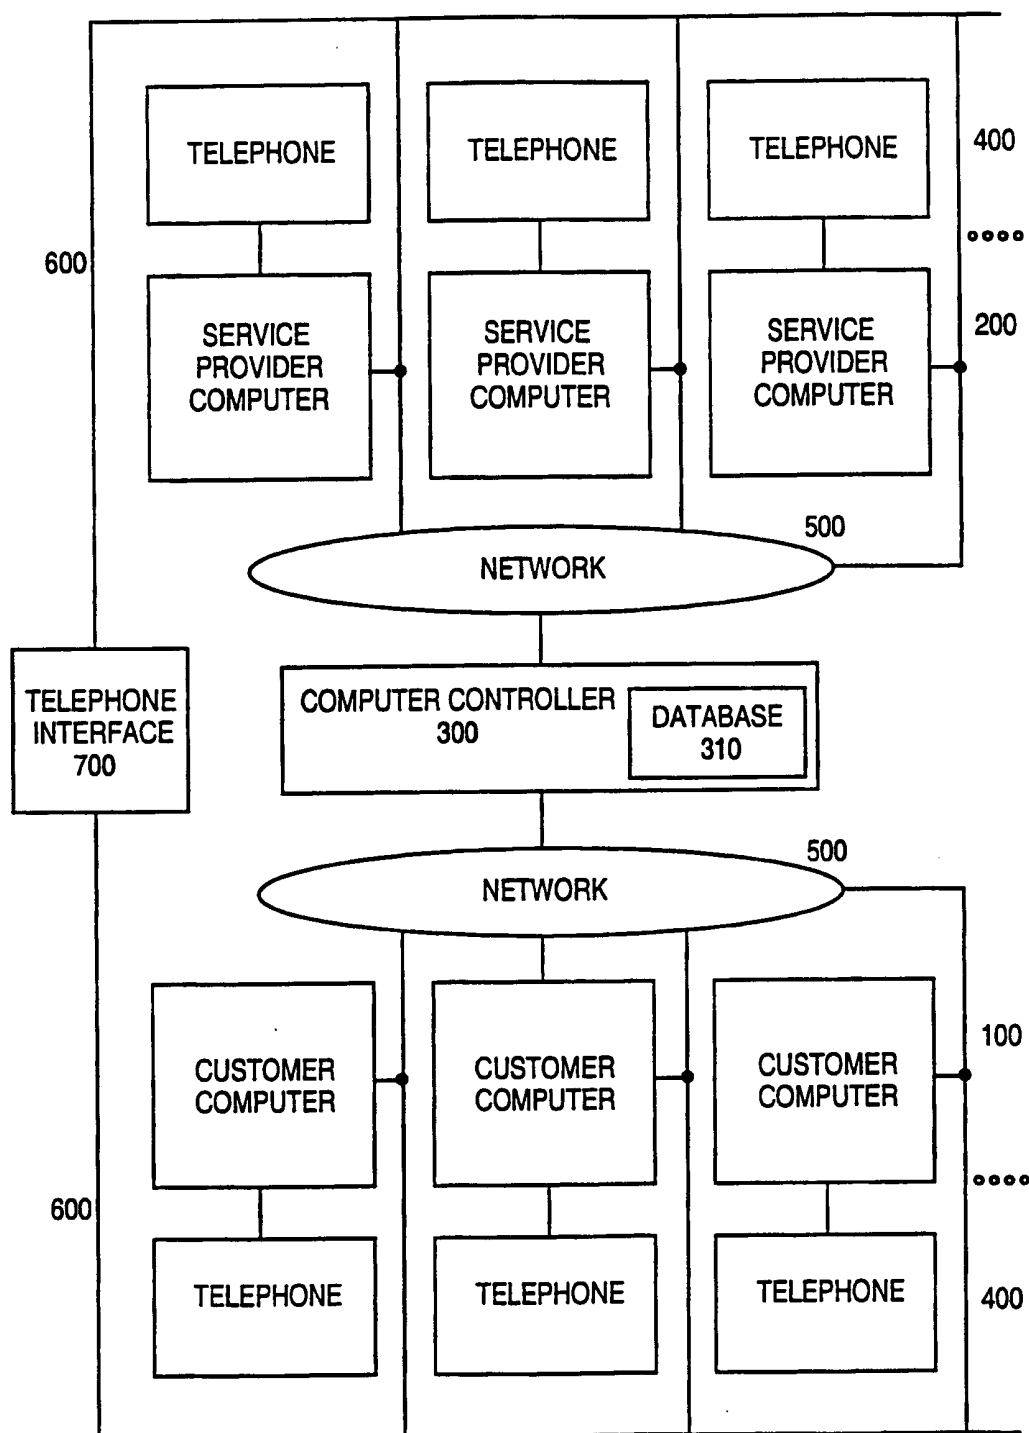 TELEPHONE
TELEPHONE
TELEPHONE
400
600
SERVICE
PROVIDER
COMPUTER
SERVICE
PROVIDER
COMPUTER
SERVICE
PROVIDER
COMPUTER
200
500
NETWORK
TELEPHONE
INTERFACE
700
COMPUTER CONTROLLER
300
DATABASE
310
500
NETWORK
CUSTOMER
COMPUTER
CUSTOMER
COMPUTER
CUSTOMER
COMPUTER
100
600
TELEPHONE
TELEPHONE
TELEPHONE
400